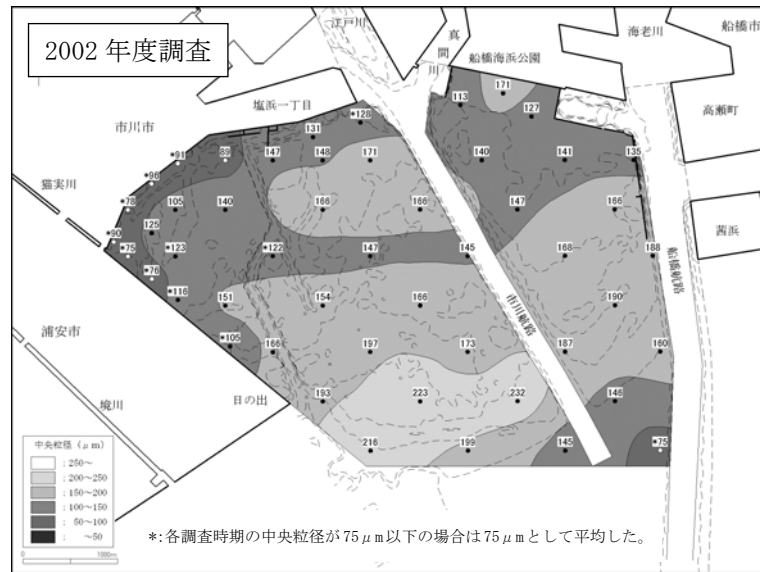 2002 年度調査
江戸川
真間川
船橋海浜公園
海老川
船橋市
高瀬町
茜浜
船橋航路
市川航路
塩浜一丁目
市川市
猫実川
浦安市
境川
日の出
171
113
127
*128
131
140
141
135
*91
89
147
148
171
*96
*78
105
140
166
166
147
166
125
*90
*75
*123
*122
147
145
168
188
*76
*116
151
154
166
190
*105
166
197
173
187
160
193
223
232
146
216
199
145
*75
中央粒径 (μm)
: 250～
: 200～250
: 150～200
: 100～150
: 50～100
: ～50
0 1000m
*:各調査時期の中央粒径が75μm以下の場合は75μmとして平均した。